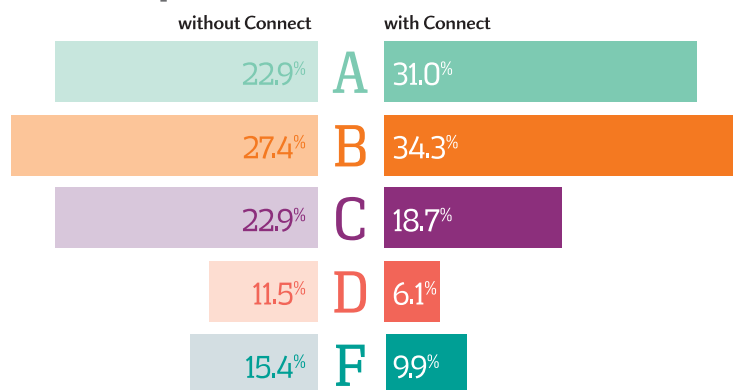 without Connect with Connect
22.9% A 31.0%
27.4% B 34.3%
22.9% C 18.7%
11.5% D 6.1%
15.4% F 9.9%